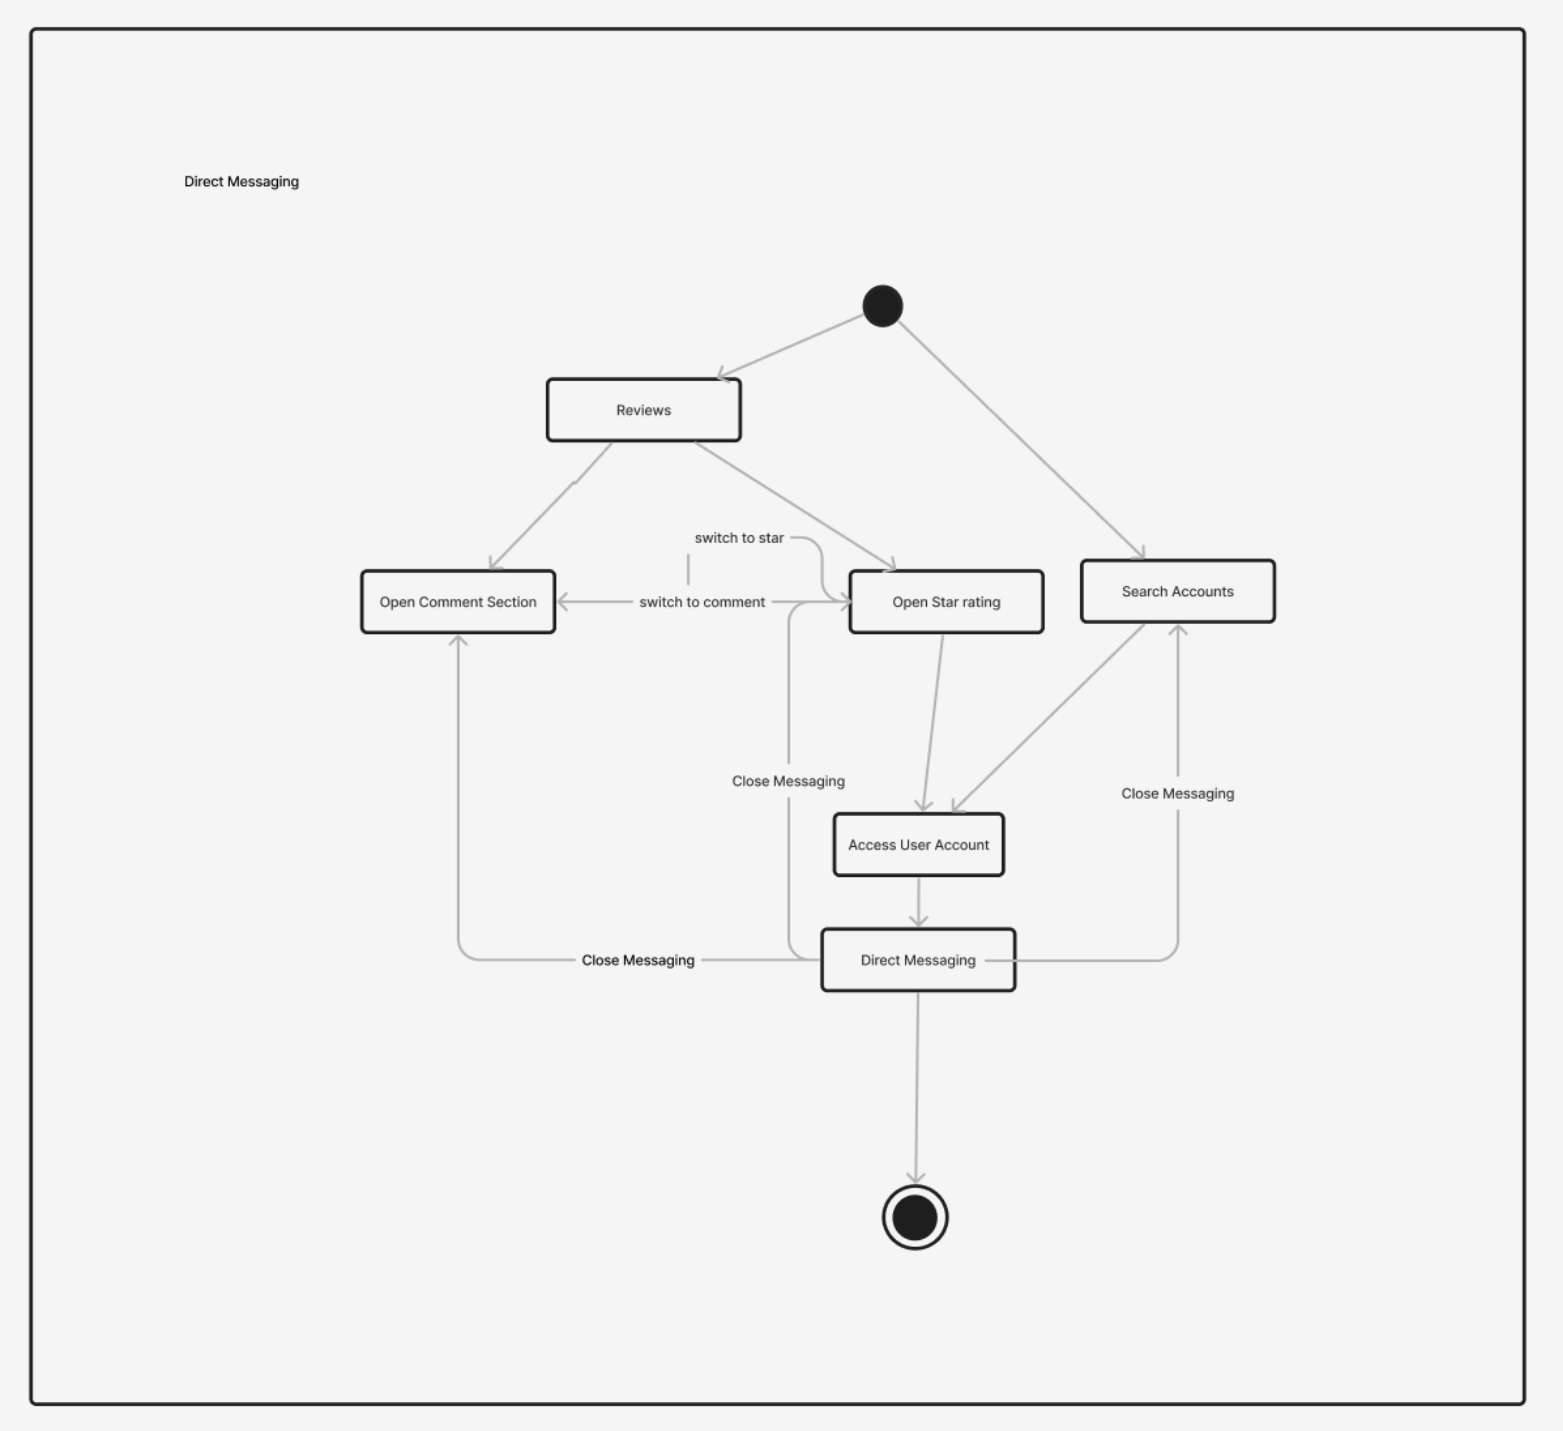 Direct Messaging
Reviews
switch to star
Open Comment Section
switch to comment
Open Star rating
Search Accounts
Close Messaging
Close Messaging
Access User Account
Close Messaging
Direct Messaging